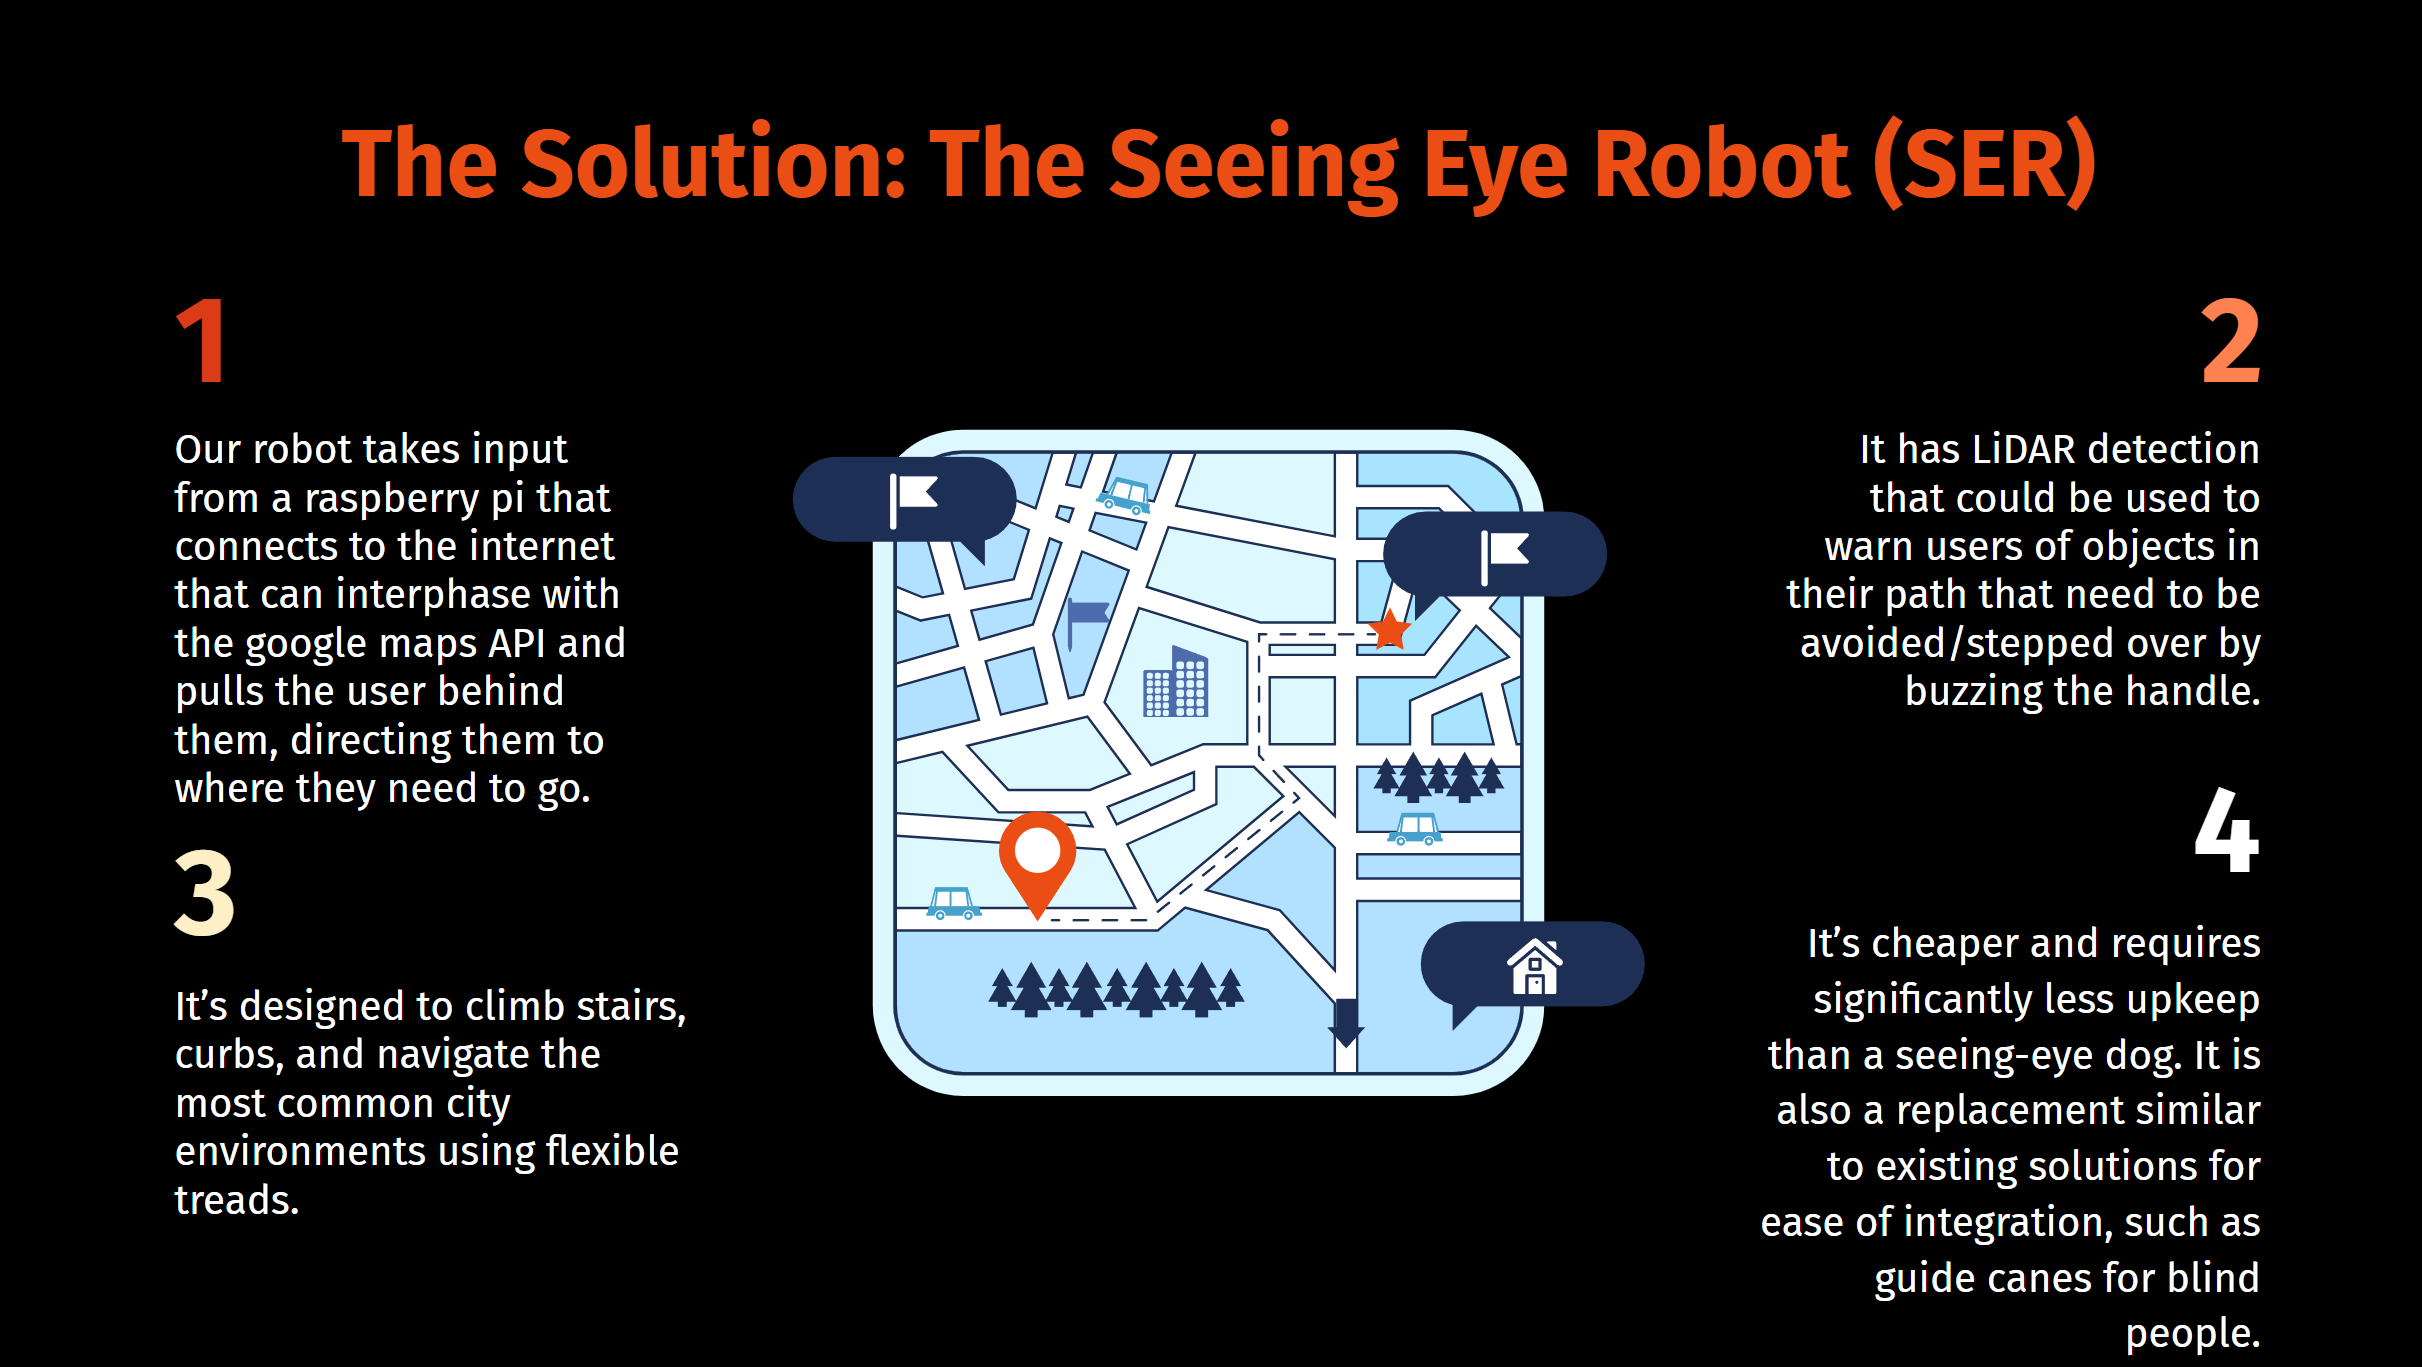 The Solution: The Seeing Eye Robot (SER)
1
Our robot takes input
from a raspberry pi that
connects to the internet
that can interphase with
the google maps API and
pulls the user behind
them, directing them to
where they need to go.
2
It has LiDAR detection
that could be used to
warn users of objects in
their path that need to be
avoided/stepped over by
buzzing the handle.
3
It’s designed to climb stairs,
curbs, and navigate the
most common city
environments using flexible
treads.
4
It’s cheaper and requires
significantly less upkeep
than a seeing-eye dog. It is
also a replacement similar
to existing solutions for
ease of integration, such as
guide canes for blind
people.